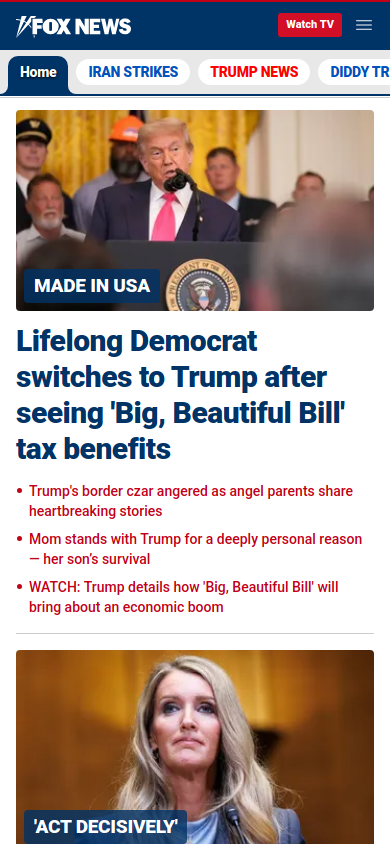 FOX NEWS
Watch TV
Home
IRAN STRIKES
TRUMP NEWS
DIDDY TR
MADE IN USA
Lifelong Democrat
switches to Trump after
seeing 'Big, Beautiful Bill'
tax benefits
• Trump's border czar angered as angel parents share
heartbreaking stories
• Mom stands with Trump for a deeply personal reason
— her son’s survival
• WATCH: Trump details how 'Big, Beautiful Bill' will
bring about an economic boom
'ACT DECISIVELY'